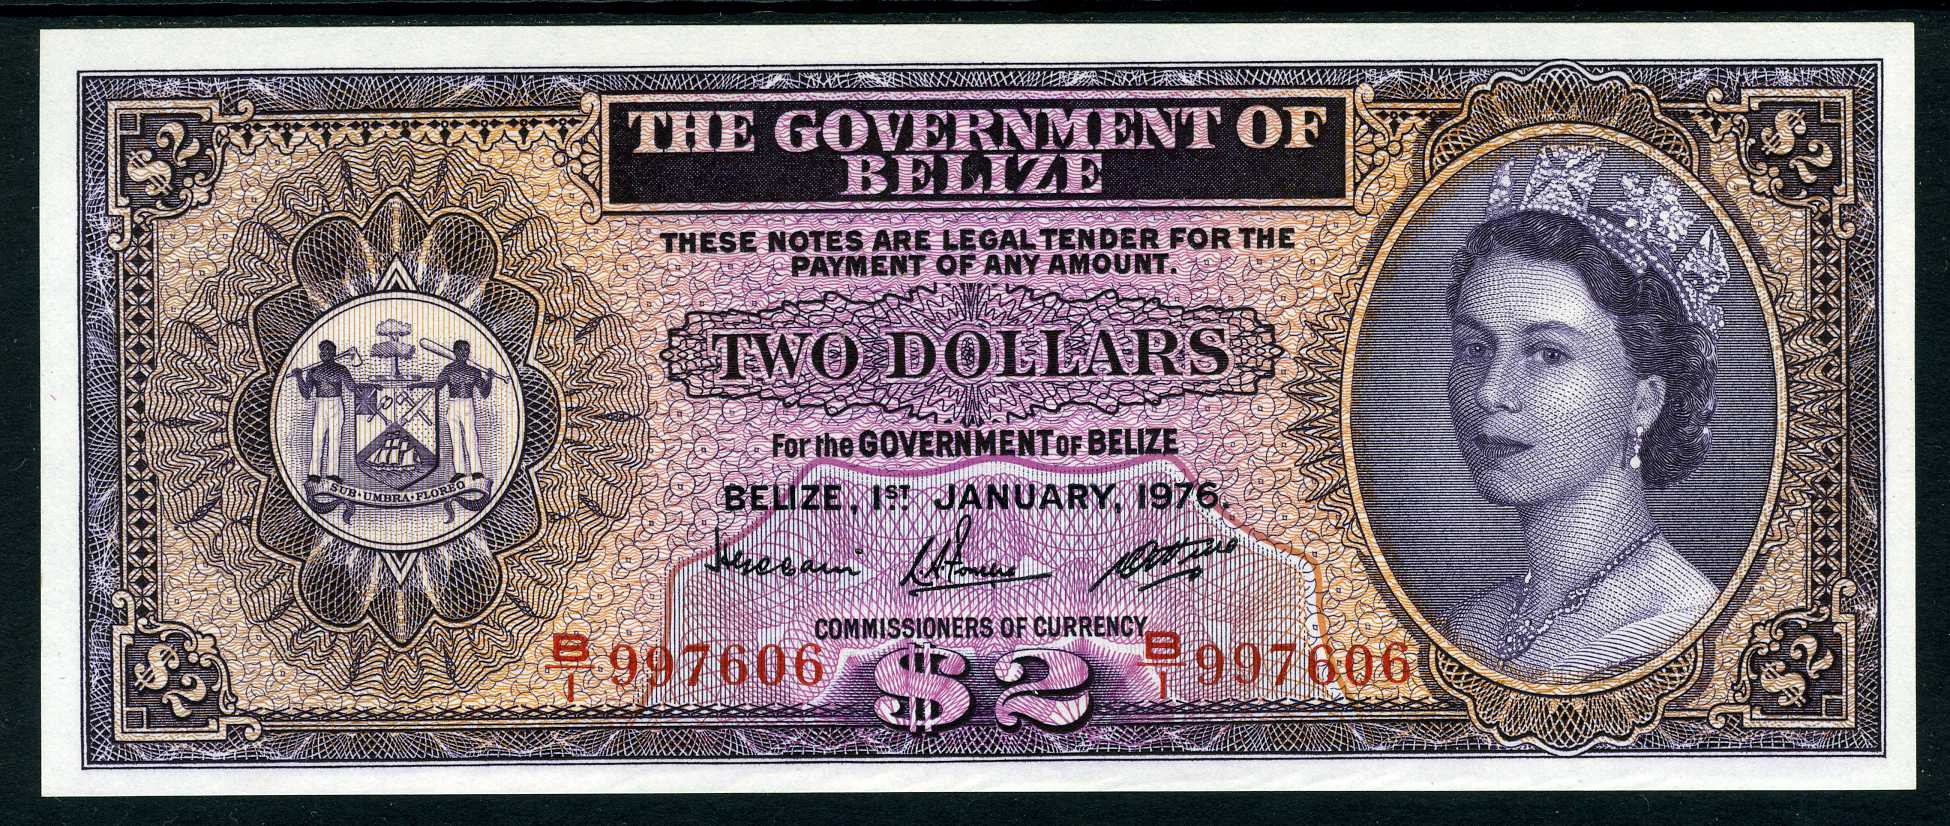 $2
$2
THE GOVERNMENT OF
BELIZE
THESE NOTES ARE LEGAL TENDER FOR THE
PAYMENT OF ANY AMOUNT.
TWO DOLLARS
For the GOVERNMENT of BELIZE
SUB·UMBRA·FLOREO
BELIZE, 1ST JANUARY, 1976.
COMMISSIONERS OF CURRENCY
B/1 997606
B/1 997606
$2
$2
$2